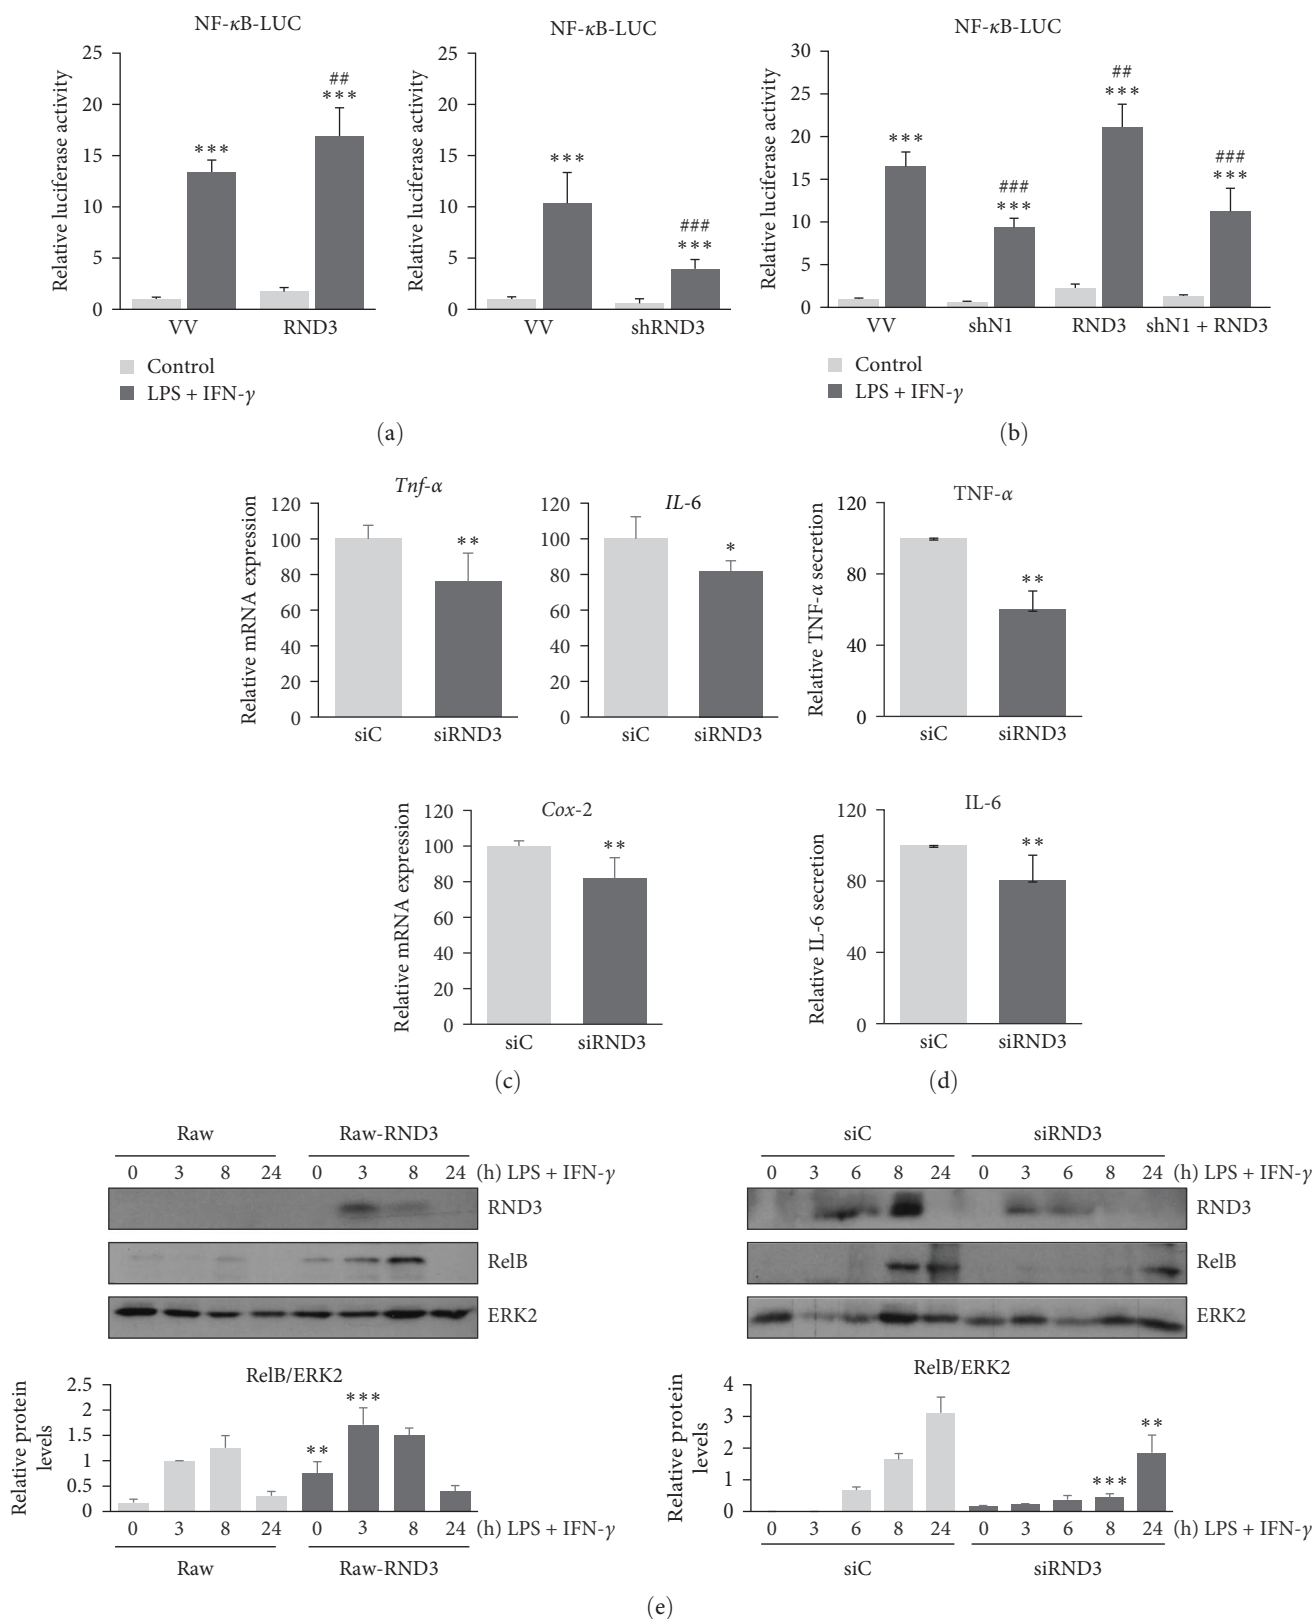 NF-κB-LUC
25
20
15
10
5
0
Relative luciferase activity
***
##
***
VV RND3
NF-κB-LUC
25
20
15
10
5
0
Relative luciferase activity
***
###
***
VV shRND3
Control
LPS + IFN-γ
(a)
NF-κB-LUC
30
25
20
15
10
5
0
Relative luciferase activity
***
###
***
##
***
###
***
VV shN1 RND3 shN1 + RND3
Control
LPS + IFN-γ
(b)
Tnf-α
120
100
80
60
40
20
0
Relative mRNA expression
**
siC siRND3
IL-6
120
100
80
60
40
20
0
*
siC siRND3
Cox-2
120
100
80
60
40
20
0
Relative mRNA expression
**
siC siRND3
(c)
TNF-α
120
80
40
0
Relative TNF-α secretion
**
siC siRND3
IL-6
120
80
40
0
Relative IL-6 secretion
**
siC siRND3
(d)
Raw Raw-RND3
0 3 8 24 0 3 8 24 (h) LPS + IFN-γ
RND3
RelB
ERK2
RelB/ERK2
2.5
2
1.5
1
0.5
0
Relative protein
levels
**
***
0 3 8 24 0 3 8 24 (h) LPS + IFN-γ
Raw Raw-RND3
siC siRND3
0 3 6 8 24 0 3 6 8 24 (h) LPS + IFN-γ
RND3
RelB
ERK2
RelB/ERK2
4
3
2
1
0
Relative protein
levels
***
**
0 3 6 8 24 0 3 6 8 24 (h) LPS + IFN-γ
siC siRND3
(e)